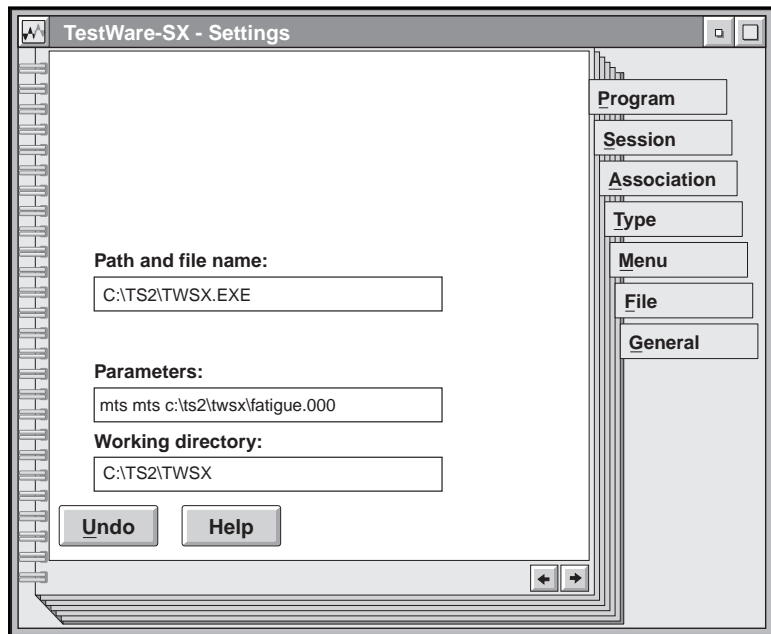 TestWare-SX - Settings
Program
Session
Association
Type
Menu
File
General
Path and file name:
C:\TS2\TWSX.EXE
Parameters:
mts mts c:\ts2\twsx\fatigue.000
Working directory:
C:\TS2\TWSX
Undo
Help